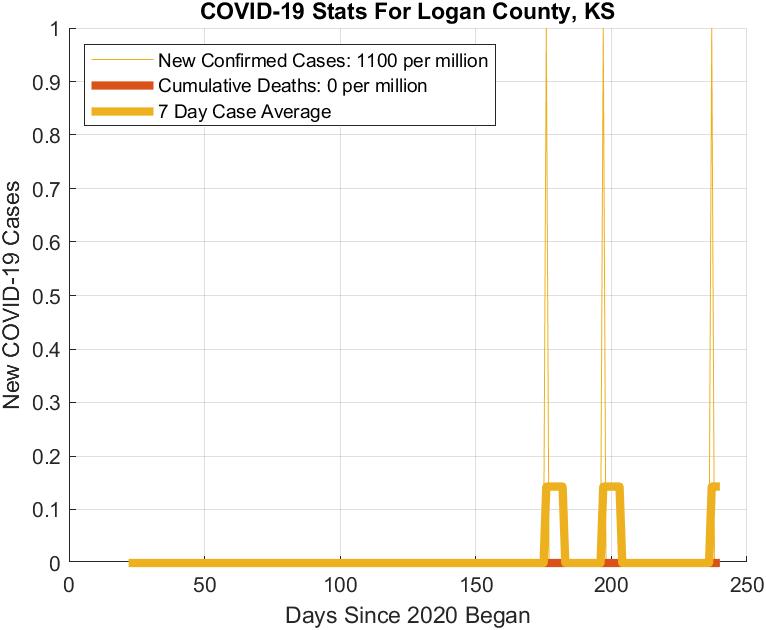 COVID-19 Stats For Logan County, KS
New Confirmed Cases: 1100 per million
Cumulative Deaths: 0 per million
7 Day Case Average
New COVID-19 Cases
1
0.9
0.8
0.7
0.6
0.5
0.4
0.3
0.2
0.1
0
0 50 100 150 200 250
Days Since 2020 Began